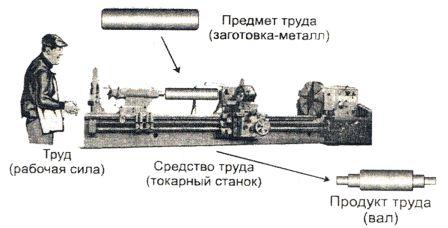 Предмет труда
(заготовка-металл)
Труд
(рабочая сила)
Средство труда
(токарный станок)
Продукт труда
(вал)